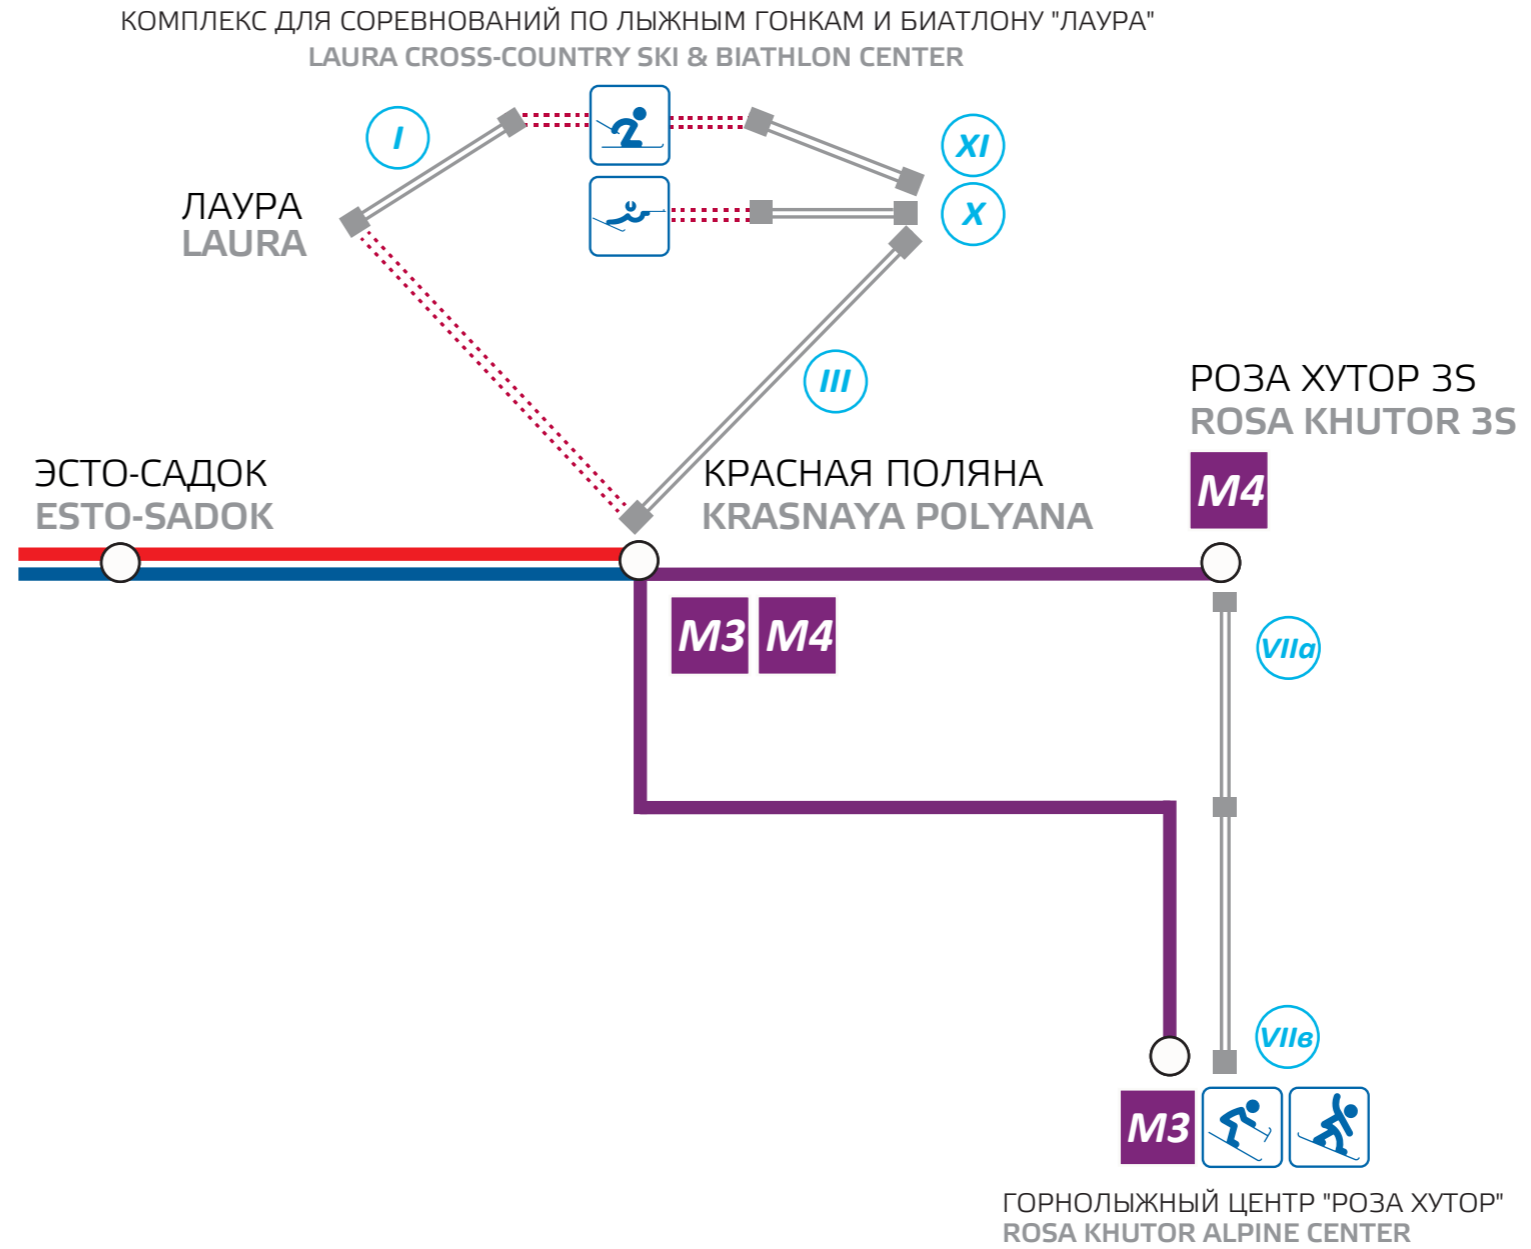 КОМПЛЕКС ДЛЯ СОРЕВНОВАНИЙ ПО ЛЫЖНЫМ ГОНКАМ И БИАТЛОНУ "ЛАУРА"
LAURA CROSS-COUNTRY SKI & BIATHLON CENTER
I
XI
X
ЛАУРА
LAURA
III
РОЗА ХУТОР 3S
ROSA KHUTOR 3S
M4
ЭСТО-САДОК
ESTO-SADOK
КРАСНАЯ ПОЛЯНА
KRASNAYA POLYANA
M3 M4
VIIa
VIIв
M3
ГОРНОЛЫЖНЫЙ ЦЕНТР "РОЗА ХУТОР"
ROSA KHUTOR ALPINE CENTER